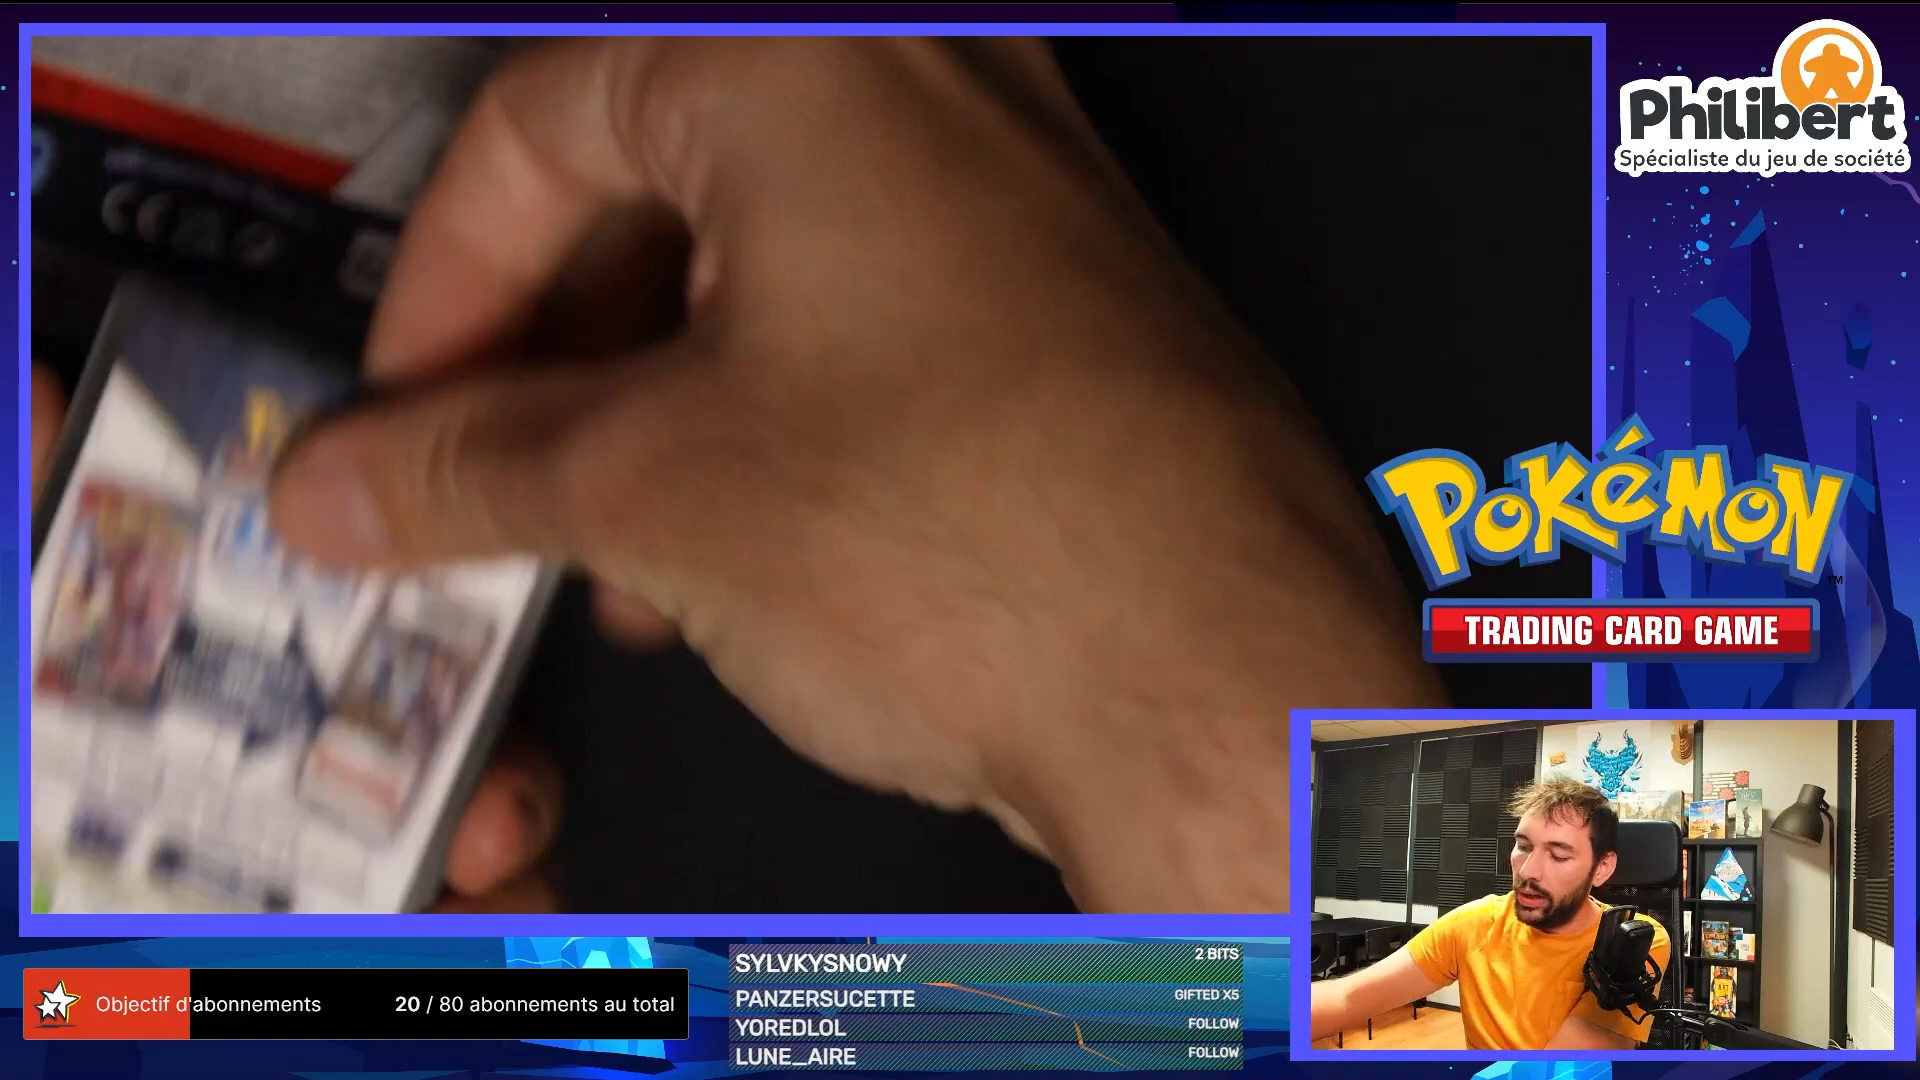 Philibert
Spécialiste du jeu de société
POKÉMON
TM
TRADING CARD GAME
Objectif d'abonnements
20 / 80 abonnements au total
SYLVKYSNOWY 2 BITS
PANZERSUCETTE GIFTED X5
YOREDLOL FOLLOW
LUNE_AIRE FOLLOW